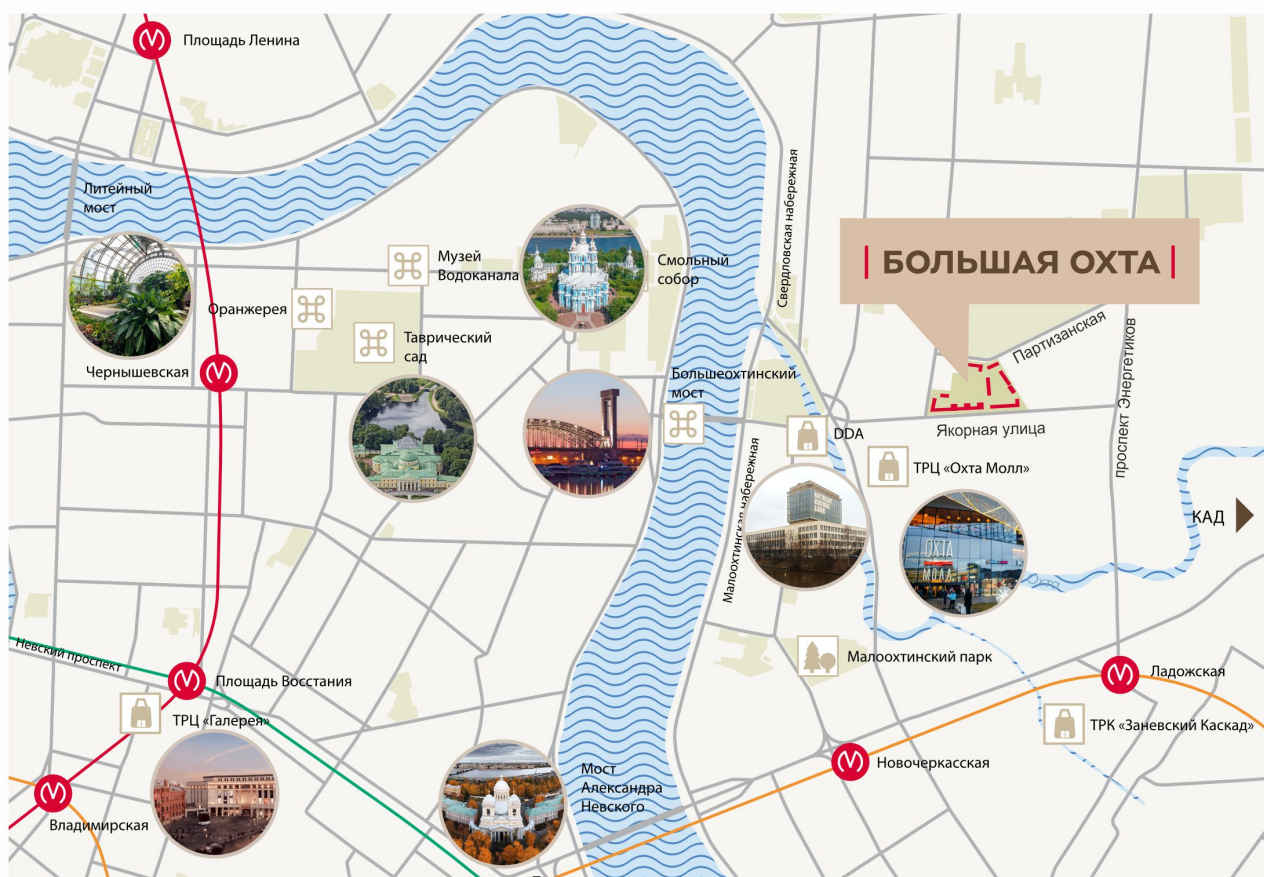 Площадь Ленина
Литейный
мост
Музей
Водоканала
Смольный
собор
Свердловская набережная
БОЛЬШАЯ ОХТА
Оранжерея
Таврический
сад
Партизанская
проспект Энергетиков
Чернышевская
Большеохтинский
мост
Якорная улица
DDA
ТРЦ «Охта Молл»
Малоохтинская набережная
КАД
ОХТА
МОЛЛ
Охта
Невский проспект
Малоохтинский парк
Площадь Восстания
Ладожская
ТРЦ «Галерея»
ТРК «Заневский Каскад»
Новочеркасская
Мост
Александра
Невского
Владимирская